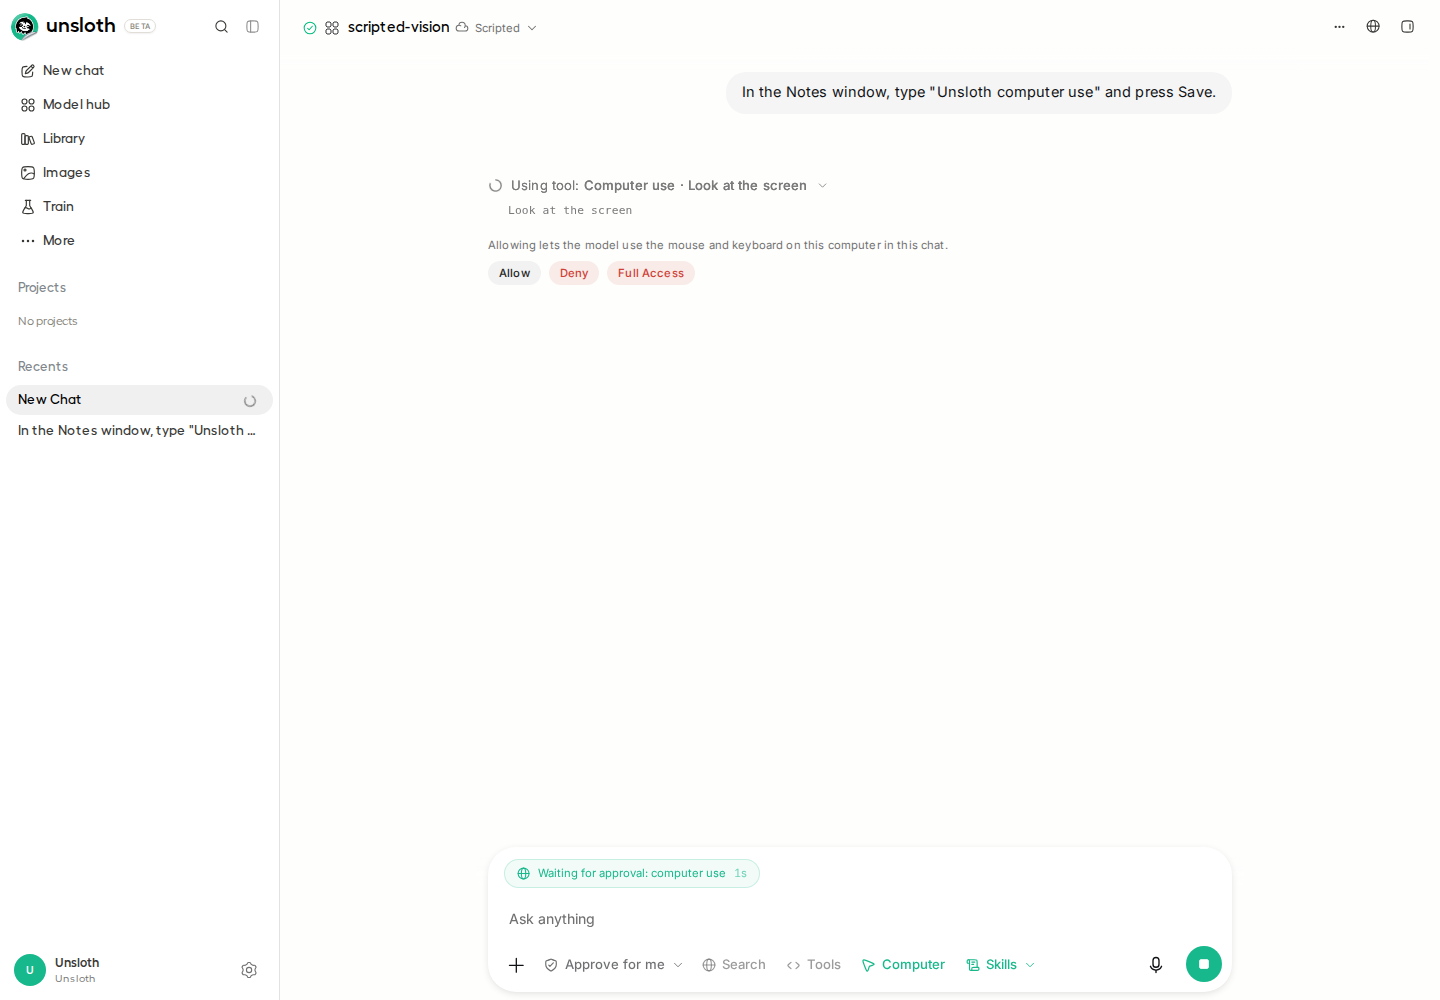 unsloth BETA
New chat
Model hub
Library
Images
Train
More
Projects
No projects
Recents
New Chat
In the Notes window, type "Unsloth ...
U
Unsloth
Unsloth
scripted-vision Scripted
In the Notes window, type "Unsloth computer use" and press Save.
Using tool: Computer use · Look at the screen
Look at the screen
Allowing lets the model use the mouse and keyboard on this computer in this chat.
Allow Deny Full Access
Waiting for approval: computer use 1s
Ask anything
Approve for me Search Tools Computer Skills